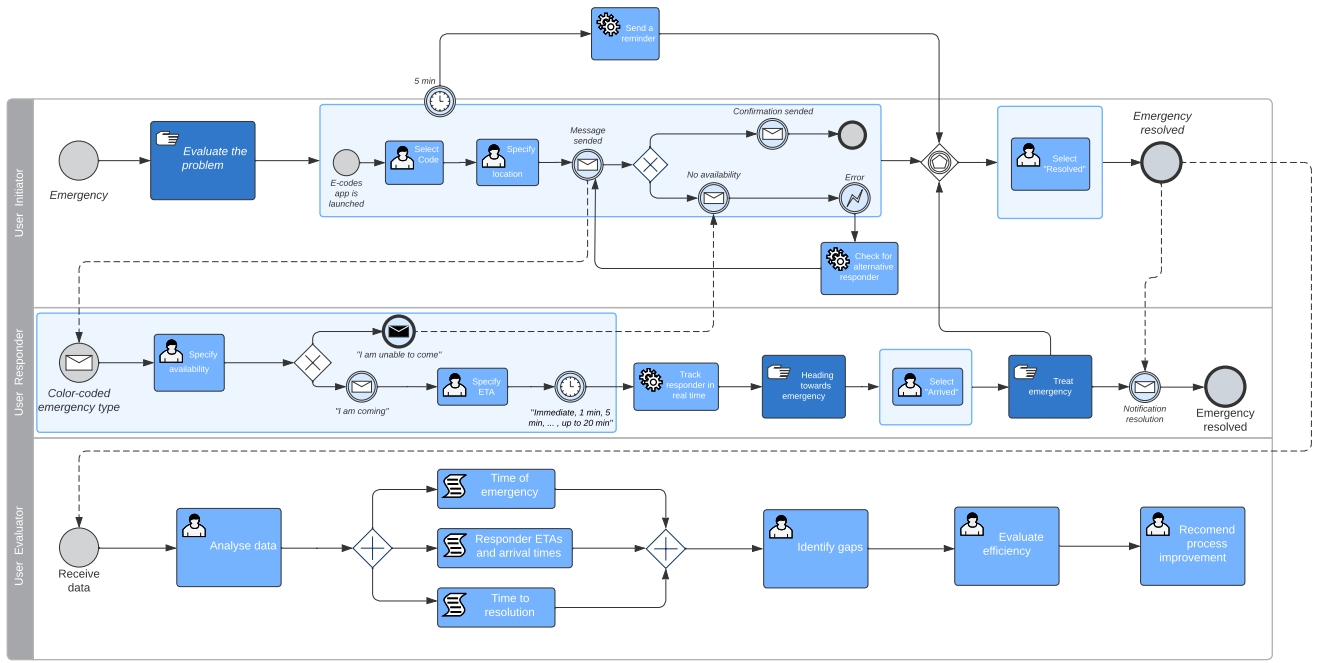 Send a
reminder
5 min
User Initiator
Emergency
Evaluate the
problem
E-codes
app is
launched
Select
Code
Specify
location
Message
sended
Confirmation sended
No availability
Error
Check for
alternative
responder
Select
"Resolved"
Emergency
resolved
User Responder
Color-coded
emergency type
Specify
availability
"I am unable to come"
"I am coming"
Specify
ETA
"Immediate, 1 min, 5
min, ... , up to 20 min"
Track
responder in
real time
Heading
towards
emergency
Select
"Arrived"
Treat
emergency
Notification
resolution
Emergency
resolved
User Evaluator
Receive
data
Analyse data
Time of
emergency
Responder ETAs
and arrival times
Time to
resolution
Identify gaps
Evaluate
efficiency
Recomend
process
improvement